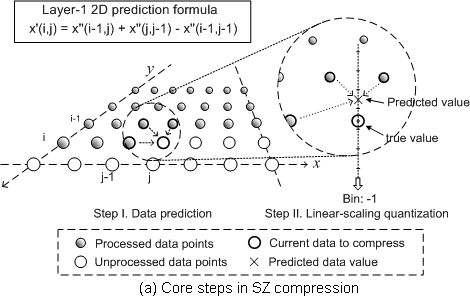 Layer-1 2D prediction formula
x'(i,j) = x''(i-1,j) + x''(j,j-1) - x''(i-1,j-1)
y
i-1
i
Predicted value
true value
j-1
j
x
Bin: -1
Step I. Data prediction
Step II. Linear-scaling quantization
Processed data points
Current data to compress
Unprocessed data points
Predicted data value
(a) Core steps in SZ compression